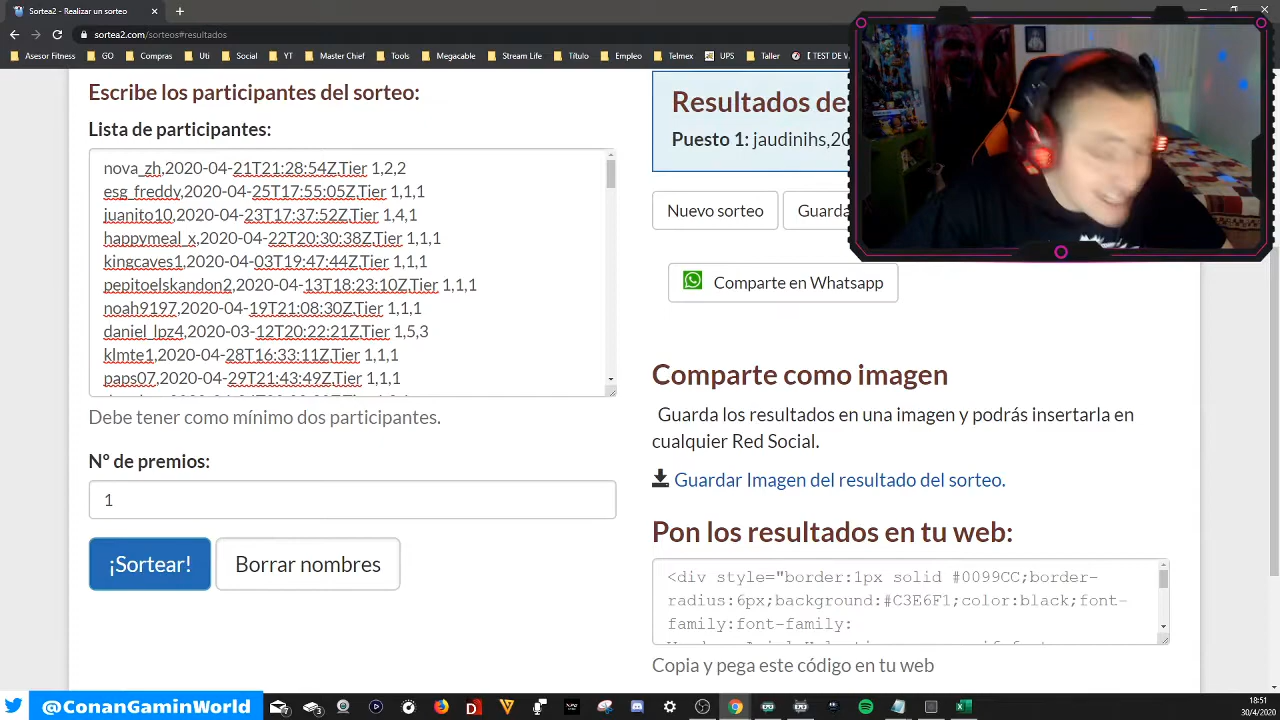 Sortea2 - Realizar un sorteo
sortea2.com/sorteos#resultados
Asesor Fitness GO Compras Uti Social YT Master Chef Tools Megacable Stream Life Título Empleo Telmex UPS Taller [ TEST DE V
Escribe los participantes del sorteo:
Lista de participantes:
nova_zh,2020-04-21T21:28:54Z,Tier 1,2,2
esg_freddy,2020-04-25T17:55:05Z,Tier 1,1,1
juanito10,2020-04-23T17:37:52Z,Tier 1,4,1
happymeal_x,2020-04-22T20:30:38Z,Tier 1,1,1
kingcaves1,2020-04-03T19:47:44Z,Tier 1,1,1
pepitoelskandon2,2020-04-13T18:23:10Z,Tier 1,1,1
noah9197,2020-04-19T21:08:30Z,Tier 1,1,1
daniel_lpz4,2020-03-12T20:22:21Z,Tier 1,5,3
klmte1,2020-04-28T16:33:11Z,Tier 1,1,1
paps07,2020-04-29T21:43:49Z,Tier 1,1,1
Debe tener como mínimo dos participantes.
Nº de premios:
1
¡Sortear! Borrar nombres
Resultados de
Puesto 1: jaudinihs,20
Nuevo sorteo Guarda
Comparte en Whatsapp
Comparte como imagen
Guarda los resultados en una imagen y podrás insertarla en
cualquier Red Social.
Guardar Imagen del resultado del sorteo.
Pon los resultados en tu web:
<div style="border:1px solid #0099CC;border-
radius:6px;background:#C3E6F1;color:black;font-
family:font-family:
Copia y pega este código en tu web
@ConanGaminWorld
18:51
30/4/2020